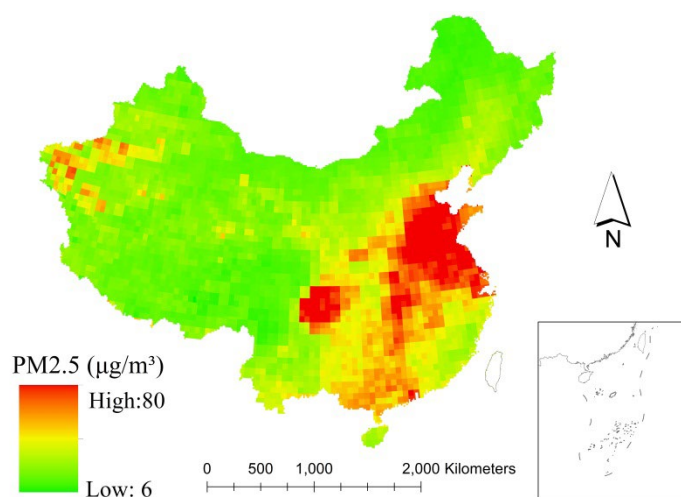 N
PM2.5 (μg/m³)
High:80
Low: 6
0 500 1,000 2,000 Kilometers